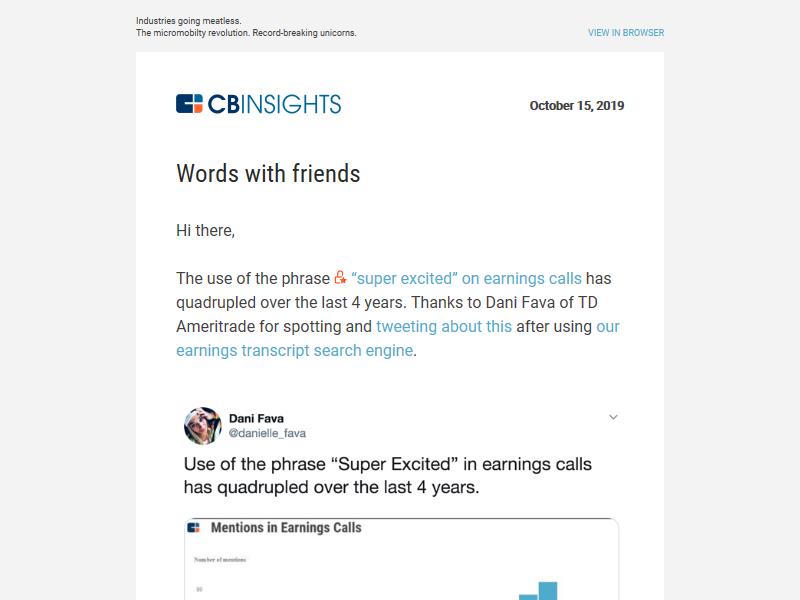 Industries going meatless.
The micromobilty revolution. Record-breaking unicorns.
VIEW IN BROWSER
CBINSIGHTS
October 15, 2019
Words with friends
Hi there,
The use of the phrase “super excited” on earnings calls has
quadrupled over the last 4 years. Thanks to Dani Fava of TD
Ameritrade for spotting and tweeting about this after using our
earnings transcript search engine.
Dani Fava
@danielle_fava
Use of the phrase “Super Excited” in earnings calls
has quadrupled over the last 4 years.
Mentions in Earnings Calls
Number of mentions